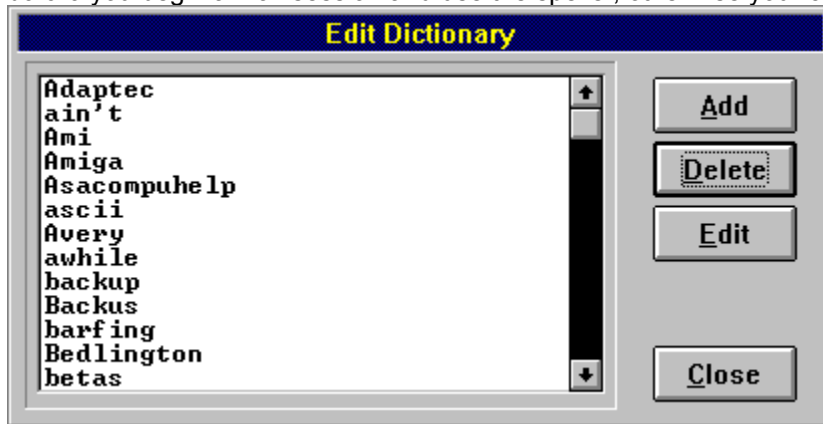 Edit Dictionary
Adaptec
ain't
Ami
Amiga
Asacompuhelp
ascii
Avery
awhile
backup
Backus
barfing
Bedlington
betas
Add
Delete
Edit
Close